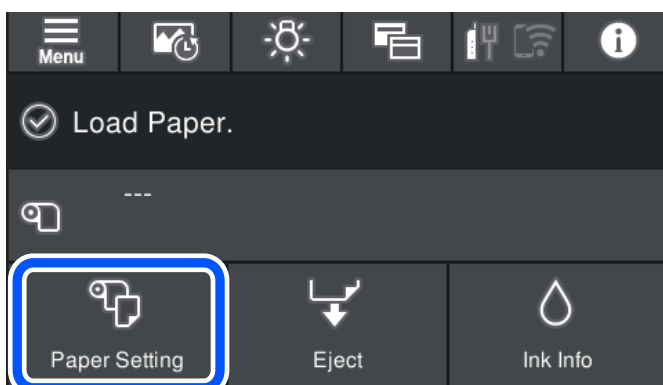 Menu
Load Paper.
---
Paper Setting
Eject
Ink Info